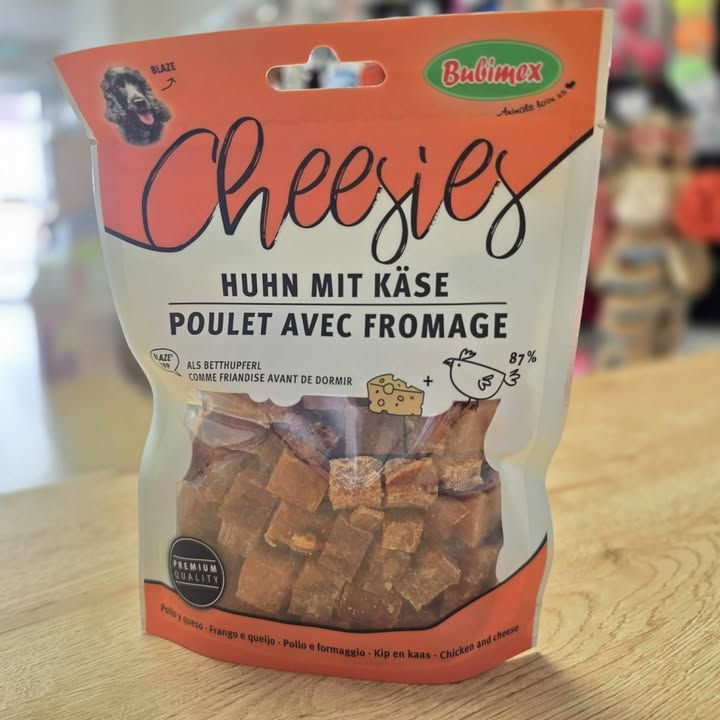 BLAZE
Bubimex
Animals love us
Cheesies
HUHN MIT KÄSE
POULET AVEC FROMAGE
ALS BETTHUPFERL
COMME FRIANDISE AVANT DE DORMIR
+
87%
PREMIUM
QUALITY
Pollo y queso · Frango e queijo · Pollo e formaggio · Kip en kaas · Chicken and cheese